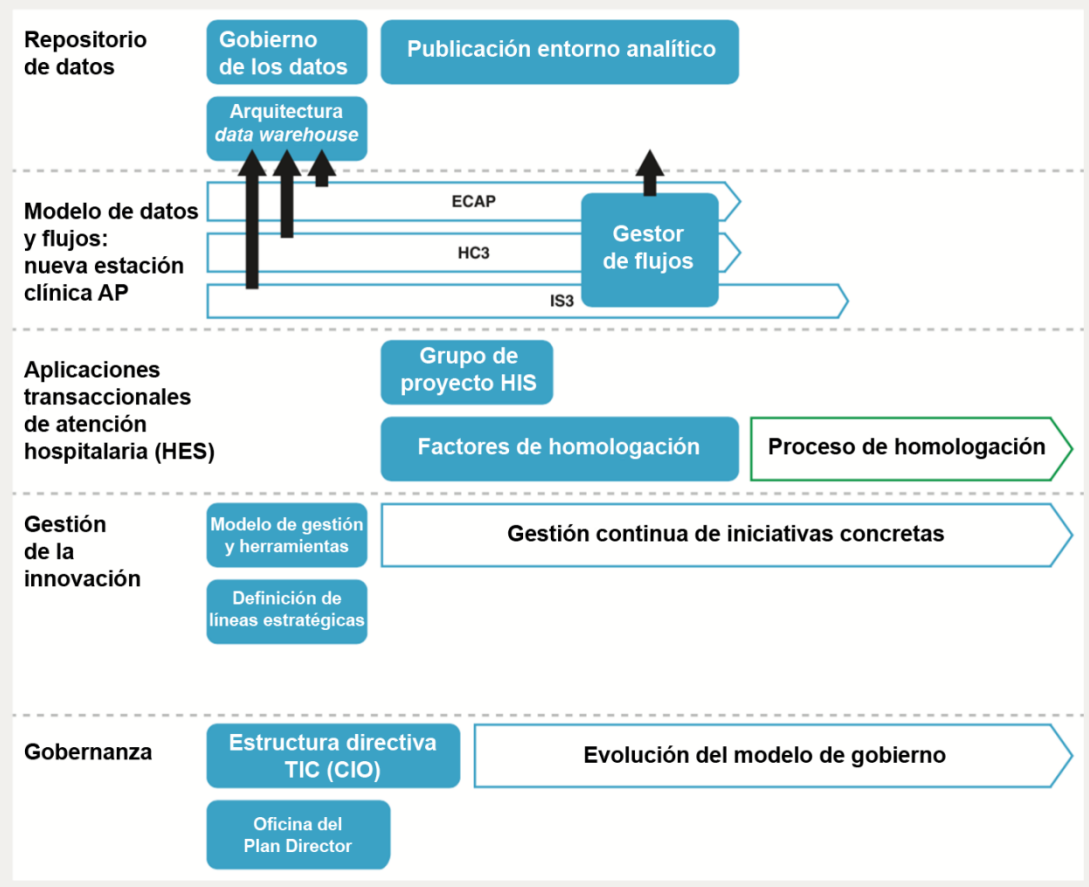 Repositorio
de datos
Gobierno
de los datos
Publicación entorno analítico
Arquitectura
data warehouse
Modelo de datos
y flujos:
nueva estación
clínica AP
ECAP
HC3
IS3
Gestor
de flujos
Aplicaciones
transaccionales
de atención
hospitalaria (HES)
Grupo de
proyecto HIS
Factores de homologación
Proceso de homologación
Gestión
de la
innovación
Modelo de gestión
y herramientas
Gestión continua de iniciativas concretas
Definición de
líneas estratégicas
Gobernanza
Estructura directiva
TIC (CIO)
Evolución del modelo de gobierno
Oficina del
Plan Director